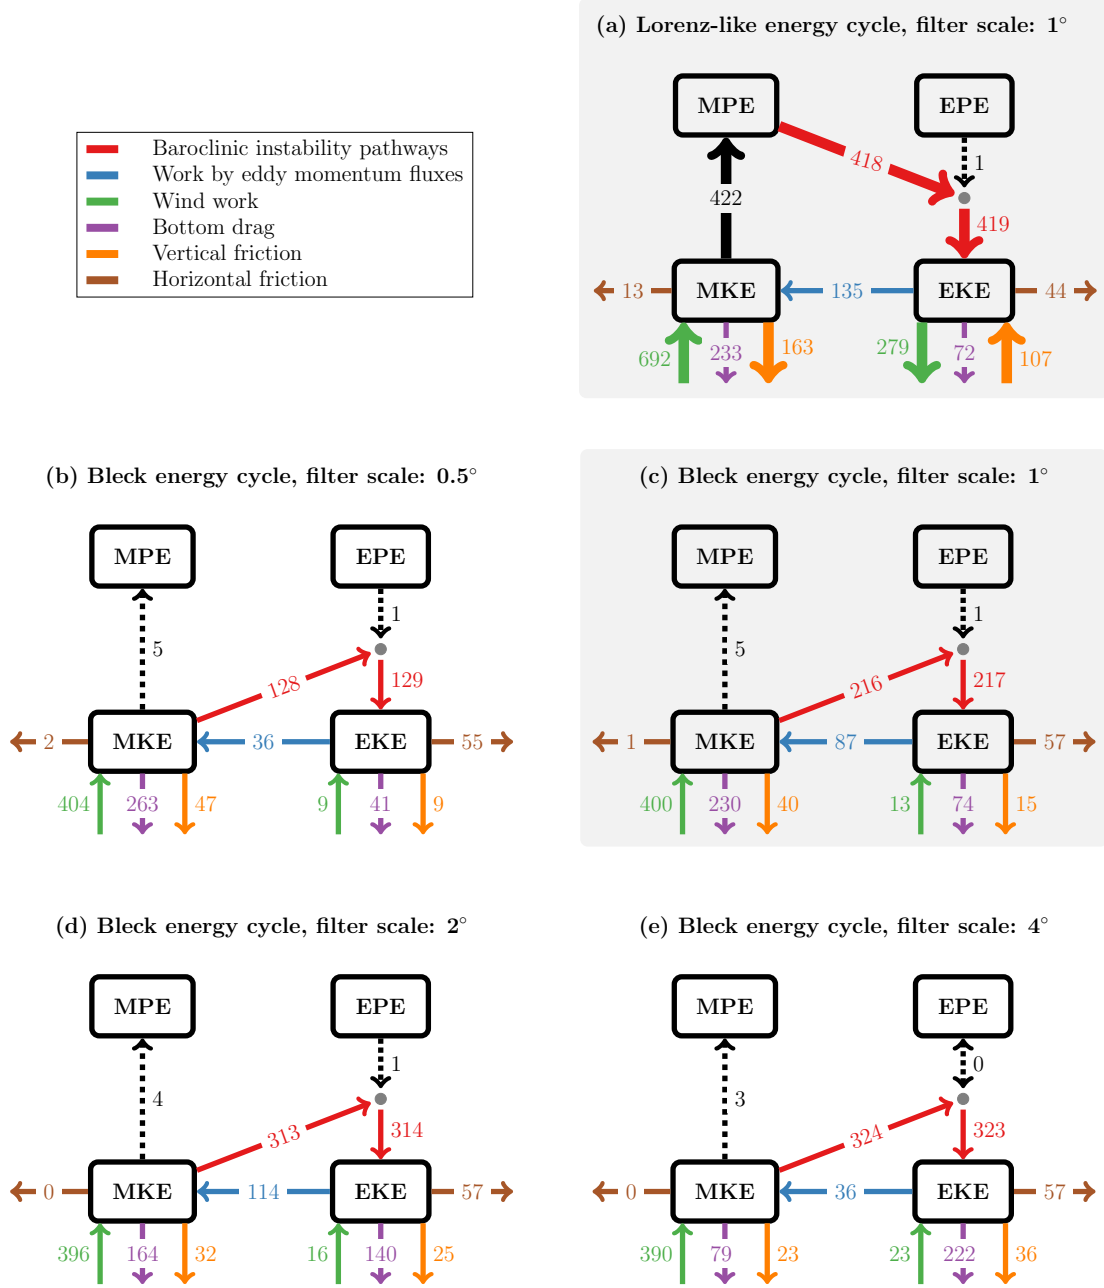 (a) Lorenz-like energy cycle, filter scale: 1°
MPE
EPE
418
1
422
419
MKE
EKE
13
135
44
692
233
163
279
72
107
Baroclinic instability pathways
Work by eddy momentum fluxes
Wind work
Bottom drag
Vertical friction
Horizontal friction
(b) Bleck energy cycle, filter scale: 0.5°
MPE
EPE
1
5
128
129
MKE
EKE
2
36
55
404
263
47
9
41
9
(c) Bleck energy cycle, filter scale: 1°
MPE
EPE
1
5
216
217
MKE
EKE
1
87
57
400
230
40
13
74
15
(d) Bleck energy cycle, filter scale: 2°
MPE
EPE
1
4
313
314
MKE
EKE
0
114
57
396
164
32
16
140
25
(e) Bleck energy cycle, filter scale: 4°
MPE
EPE
0
3
324
323
MKE
EKE
0
36
57
390
79
23
23
222
36